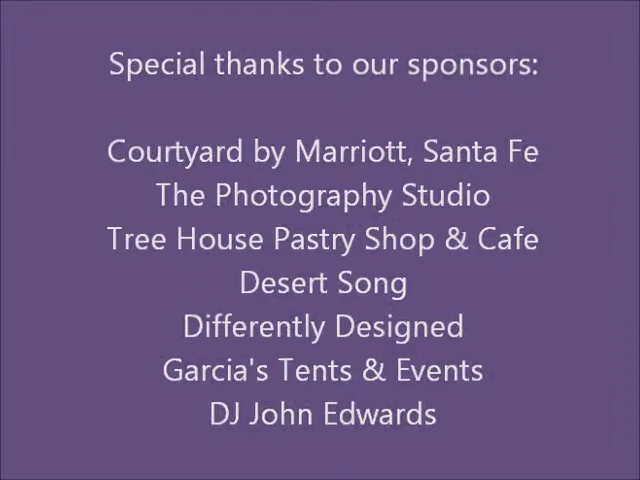 Special thanks to our sponsors:
Courtyard by Marriott, Santa Fe
The Photography Studio
Tree House Pastry Shop & Cafe
Desert Song
Differently Designed
Garcia's Tents & Events
DJ John Edwards